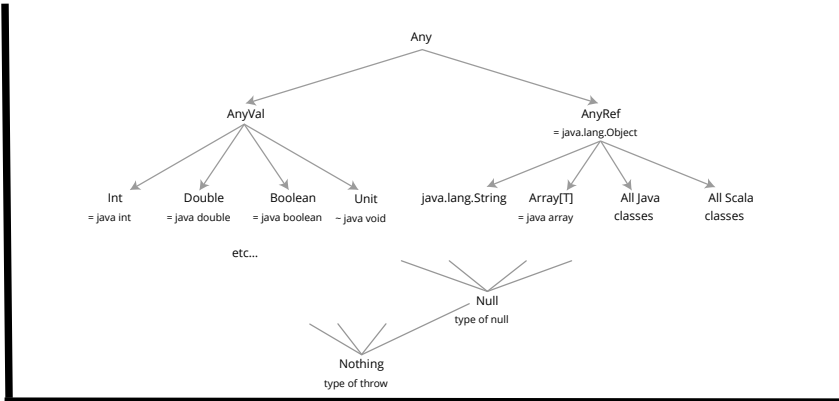 Any
AnyVal
AnyRef
= java.lang.Object
Int
Double
Boolean
Unit
java.lang.String
Array[T]
All Java
All Scala
= java int
= java double
= java boolean
~ java void
= java array
classes
classes
etc...
Null
type of null
Nothing
type of throw